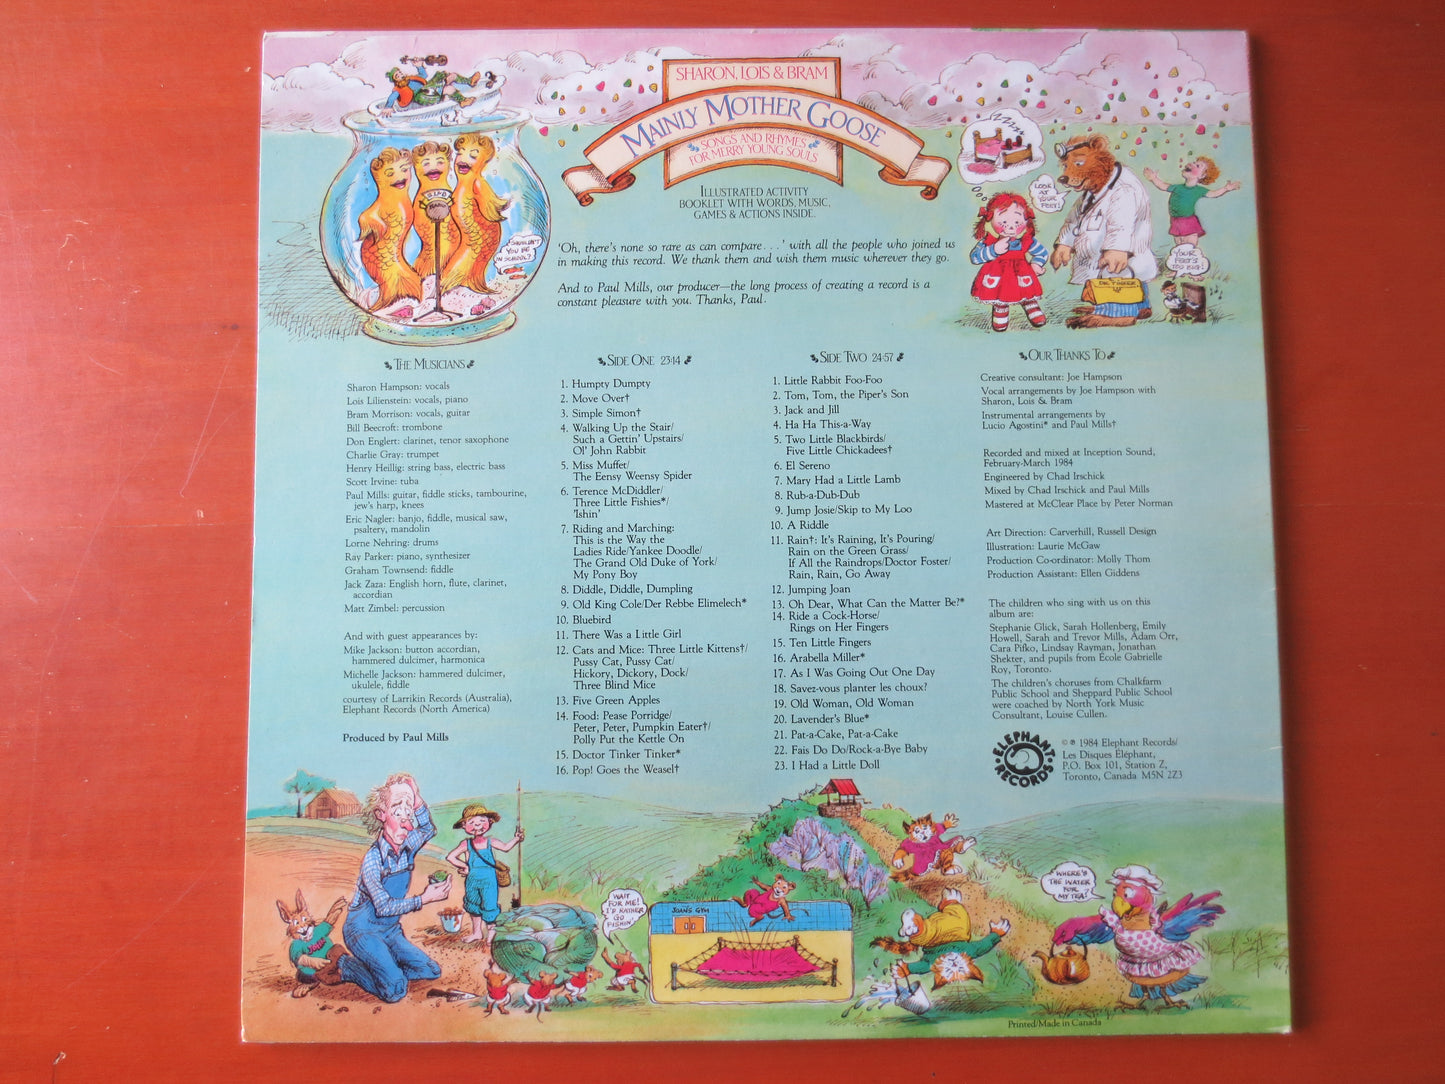 SHARON, LOIS & BRAM
MAINLY MOTHER GOOSE
SONGS AND RHYMES
FOR MERRY YOUNG SOULS
ILLUSTRATED ACTIVITY
BOOKLET WITH WORDS, MUSIC,
GAMES & ACTIONS INSIDE.
'Oh, there's none so rare as can compare . . .' with all the people who joined us
in making this record. We thank them and wish them music wherever they go.
And to Paul Mills, our producer—the long process of creating a record is a
constant pleasure with you. Thanks, Paul.
SHOULDN'T
YOU BE
IN SCHOOL?
ZZZZ
LOOK
AT
YOUR
FEET!
YOUR
FEET'S
TOO BIG!
DR. TINKER
THE MUSICIANS
Sharon Hampson: vocals
Lois Lilienstein: vocals, piano
Bram Morrison: vocals, guitar
Bill Beecroft: trombone
Don Englert: clarinet, tenor saxophone
Charlie Gray: trumpet
Henry Heillig: string bass, electric bass
Scott Irvine: tuba
Paul Mills: guitar, fiddle sticks, tambourine,
jew's harp, knees
Eric Nagler: banjo, fiddle, musical saw,
psaltery, mandolin
Lorne Nehring: drums
Ray Parker: piano, synthesizer
Graham Townsend: fiddle
Jack Zaza: English horn, flute, clarinet,
accordian
Matt Zimbel: percussion
And with guest appearances by:
Mike Jackson: button accordian,
hammered dulcimer, harmonica
Michelle Jackson: hammered dulcimer,
ukulele, fiddle
courtesy of Larrikin Records (Australia),
Elephant Records (North America)
Produced by Paul Mills
SIDE ONE 23:14
1. Humpty Dumpty
2. Move Over†
3. Simple Simon†
4. Walking Up the Stair/
Such a Gettin' Upstairs/
Ol' John Rabbit
5. Miss Muffet/
The Eensy Weensy Spider
6. Terence McDiddler/
Three Little Fishies*/
'Ishin'
7. Riding and Marching:
This is the Way the
Ladies Ride/Yankee Doodle/
The Grand Old Duke of York/
My Pony Boy
8. Diddle, Diddle, Dumpling
9. Old King Cole/Der Rebbe Elimelech*
10. Bluebird
11. There Was a Little Girl
12. Cats and Mice: Three Little Kittens†/
Pussy Cat, Pussy Cat/
Hickory, Dickory, Dock/
Three Blind Mice
13. Five Green Apples
14. Food: Pease Porridge/
Peter, Peter, Pumpkin Eater†/
Polly Put the Kettle On
15. Doctor Tinker Tinker*
16. Pop! Goes the Weasel†
SIDE TWO 24:57
1. Little Rabbit Foo-Foo
2. Tom, Tom, the Piper's Son
3. Jack and Jill
4. Ha Ha This-a-Way
5. Two Little Blackbirds/
Five Little Chickadees†
6. El Sereno
7. Mary Had a Little Lamb
8. Rub-a-Dub-Dub
9. Jump Josie/Skip to My Loo
10. A Riddle
11. Rain†: It's Raining, It's Pouring/
Rain on the Green Grass/
If All the Raindrops/Doctor Foster/
Rain, Rain, Go Away
12. Jumping Joan
13. Oh Dear, What Can the Matter Be?*
14. Ride a Cock-Horse/
Rings on Her Fingers
15. Ten Little Fingers
16. Arabella Miller*
17. As I Was Going Out One Day
18. Savez-vous planter les choux?
19. Old Woman, Old Woman
20. Lavender's Blue*
21. Pat-a-Cake, Pat-a-Cake
22. Fais Do Do/Rock-a-Bye Baby
23. I Had a Little Doll
OUR THANKS TO
Creative consultant: Joe Hampson
Vocal arrangements by Joe Hampson with
Sharon, Lois & Bram
Instrumental arrangements by
Lucio Agostini* and Paul Mills†
Recorded and mixed at Inception Sound,
February-March 1984
Engineered by Chad Irschick
Mixed by Chad Irschick and Paul Mills
Mastered at McClear Place by Peter Norman
Art Direction: Carverhill, Russell Design
Illustration: Laurie McGaw
Production Co-ordinator: Molly Thom
Production Assistant: Ellen Giddens
The children who sing with us on this
album are:
Stephanie Glick, Sarah Hollenberg, Emily
Howell, Sarah and Trevor Mills, Adam Orr,
Cara Pifko, Lindsay Rayman, Jonathan
Shekter, and pupils from École Gabrielle
Roy, Toronto.
The children's choruses from Chalkfarm
Public School and Sheppard Public School
were coached by North York Music
Consultant, Louise Cullen.
ELEPHANT
RECORDS
© ℗ 1984 Elephant Records/
Les Disques Éléphant,
P.O. Box 101, Station Z,
Toronto, Canada M5N 2Z3
WAIT
FOR ME!
I'D RATHER
GO
FISHIN'
JOAN'S GYM
WHERE'S
THE WATER
FOR
MY TEA?
Printed/Made in Canada